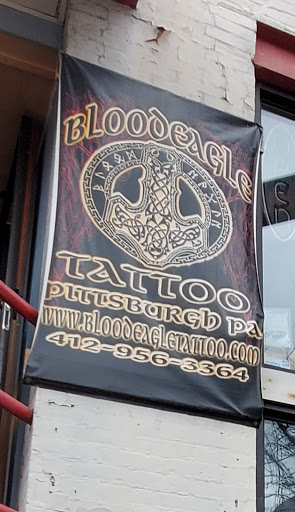 BLOODEAGLE
TATTOO
PITTSBURGH PA
WWW.BLOODEAGLETATTOO.COM
412-956-3364